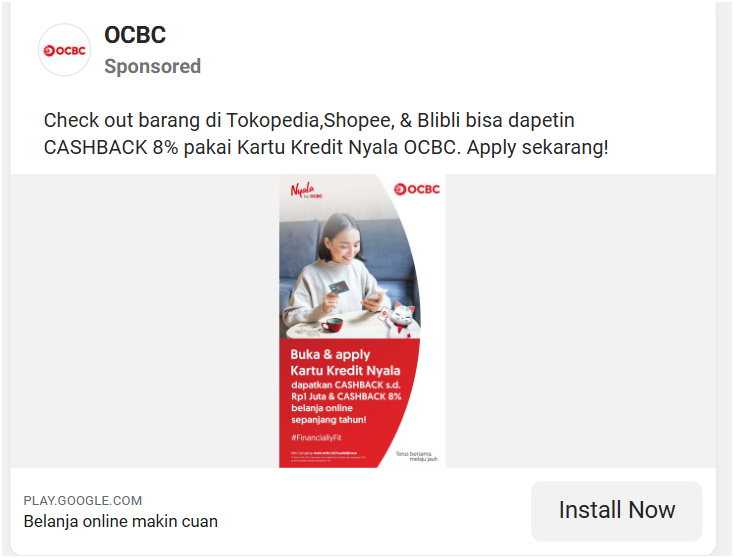 OCBC
OCBC
Sponsored
Check out barang di Tokopedia,Shopee, & Blibli bisa dapetin
CASHBACK 8% pakai Kartu Kredit Nyala OCBC. Apply sekarang!
Nyala
by OCBC
OCBC
Buka & apply
Kartu Kredit Nyala
dapatkan CASHBACK s.d.
Rp1 Juta & CASHBACK 8%
belanja online
sepanjang tahun!
#FinanciallyFit
Terus bersama,
melaju jauh
PLAY.GOOGLE.COM
Belanja online makin cuan
Install Now